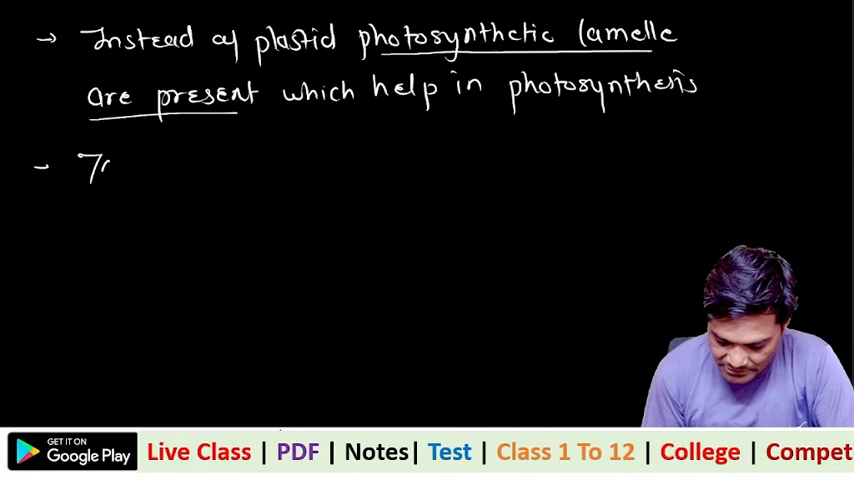 → Instead of plastid photosynthetic lamelle
are present which help in photosynthesis
GET IT ON
Google Play
Live Class | PDF | Notes| Test | Class 1 To 12 | College | Compet